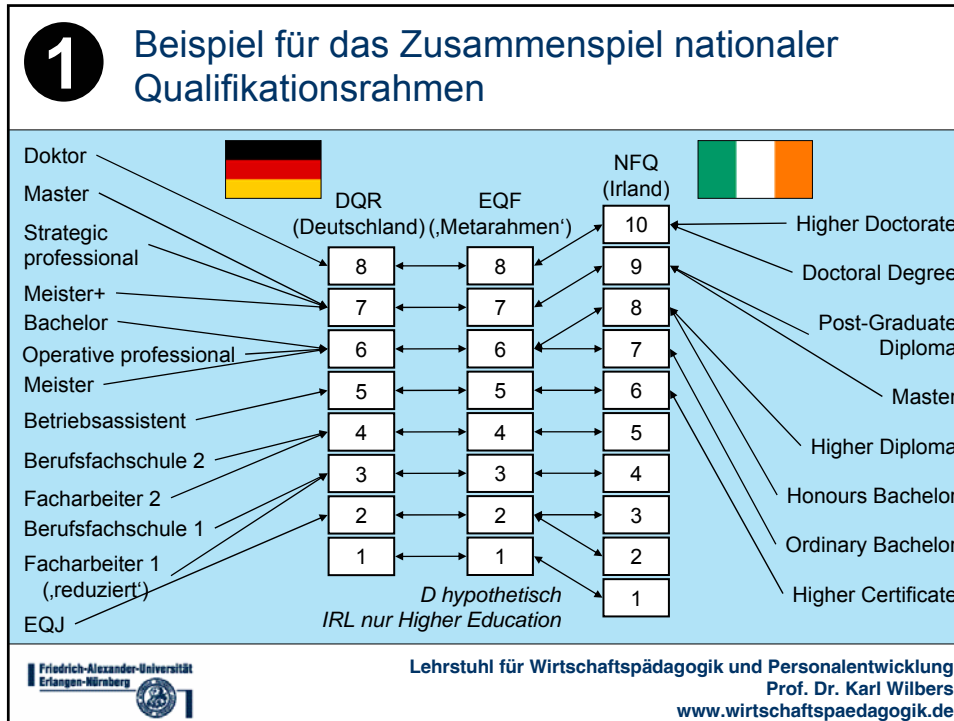 1
Beispiel für das Zusammenspiel nationaler
Qualifikationsrahmen
Doktor
Master
Strategic
professional
Meister+
Bachelor
Operative professional
Meister
Betriebsassistent
Berufsfachschule 2
Facharbeiter 2
Berufsfachschule 1
Facharbeiter 1
(‚reduziert‘)
EQJ
DQR
(Deutschland)
8
7
6
5
4
3
2
1
EQF
(‚Metarahmen‘)
8
7
6
5
4
3
2
1
D hypothetisch
IRL nur Higher Education
NFQ
(Irland)
10
9
8
7
6
5
4
3
2
1
Higher Doctorate
Doctoral Degree
Post-Graduate
Diploma
Master
Higher Diploma
Honours Bachelor
Ordinary Bachelor
Higher Certificate
Friedrich-Alexander-Universität
Erlangen-Nürnberg
Lehrstuhl für Wirtschaftspädagogik und Personalentwicklung
Prof. Dr. Karl Wilbers
www.wirtschaftspaedagogik.de